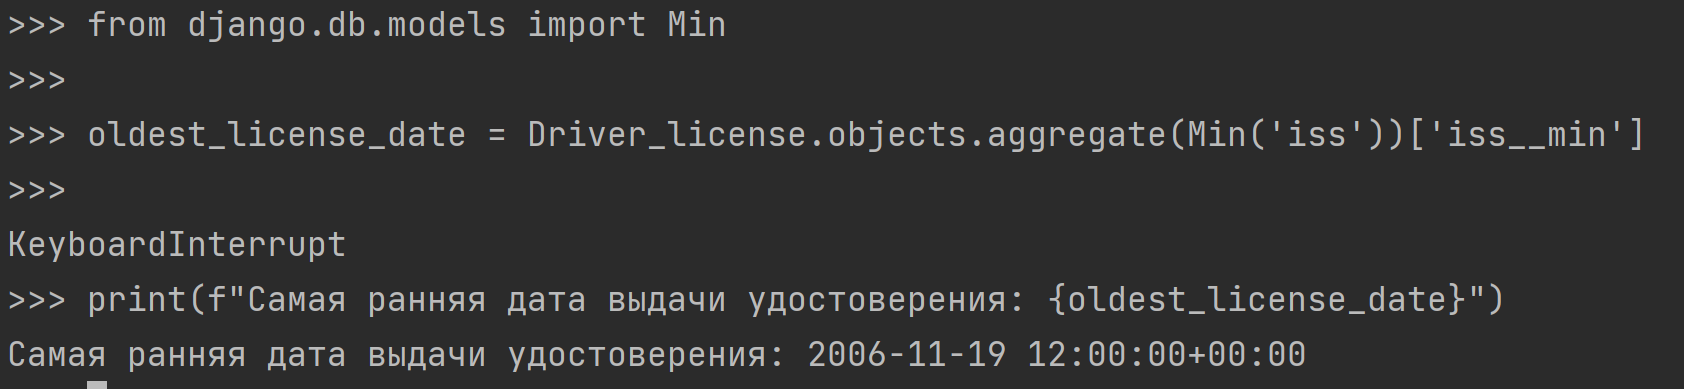 >>> from django.db.models import Min
>>>
>>> oldest_license_date = Driver_license.objects.aggregate(Min('iss'))['iss__min']
>>>
KeyboardInterrupt
>>> print(f"Самая ранняя дата выдачи удостоверения: {oldest_license_date}")
Самая ранняя дата выдачи удостоверения: 2006-11-19 12:00:00+00:00